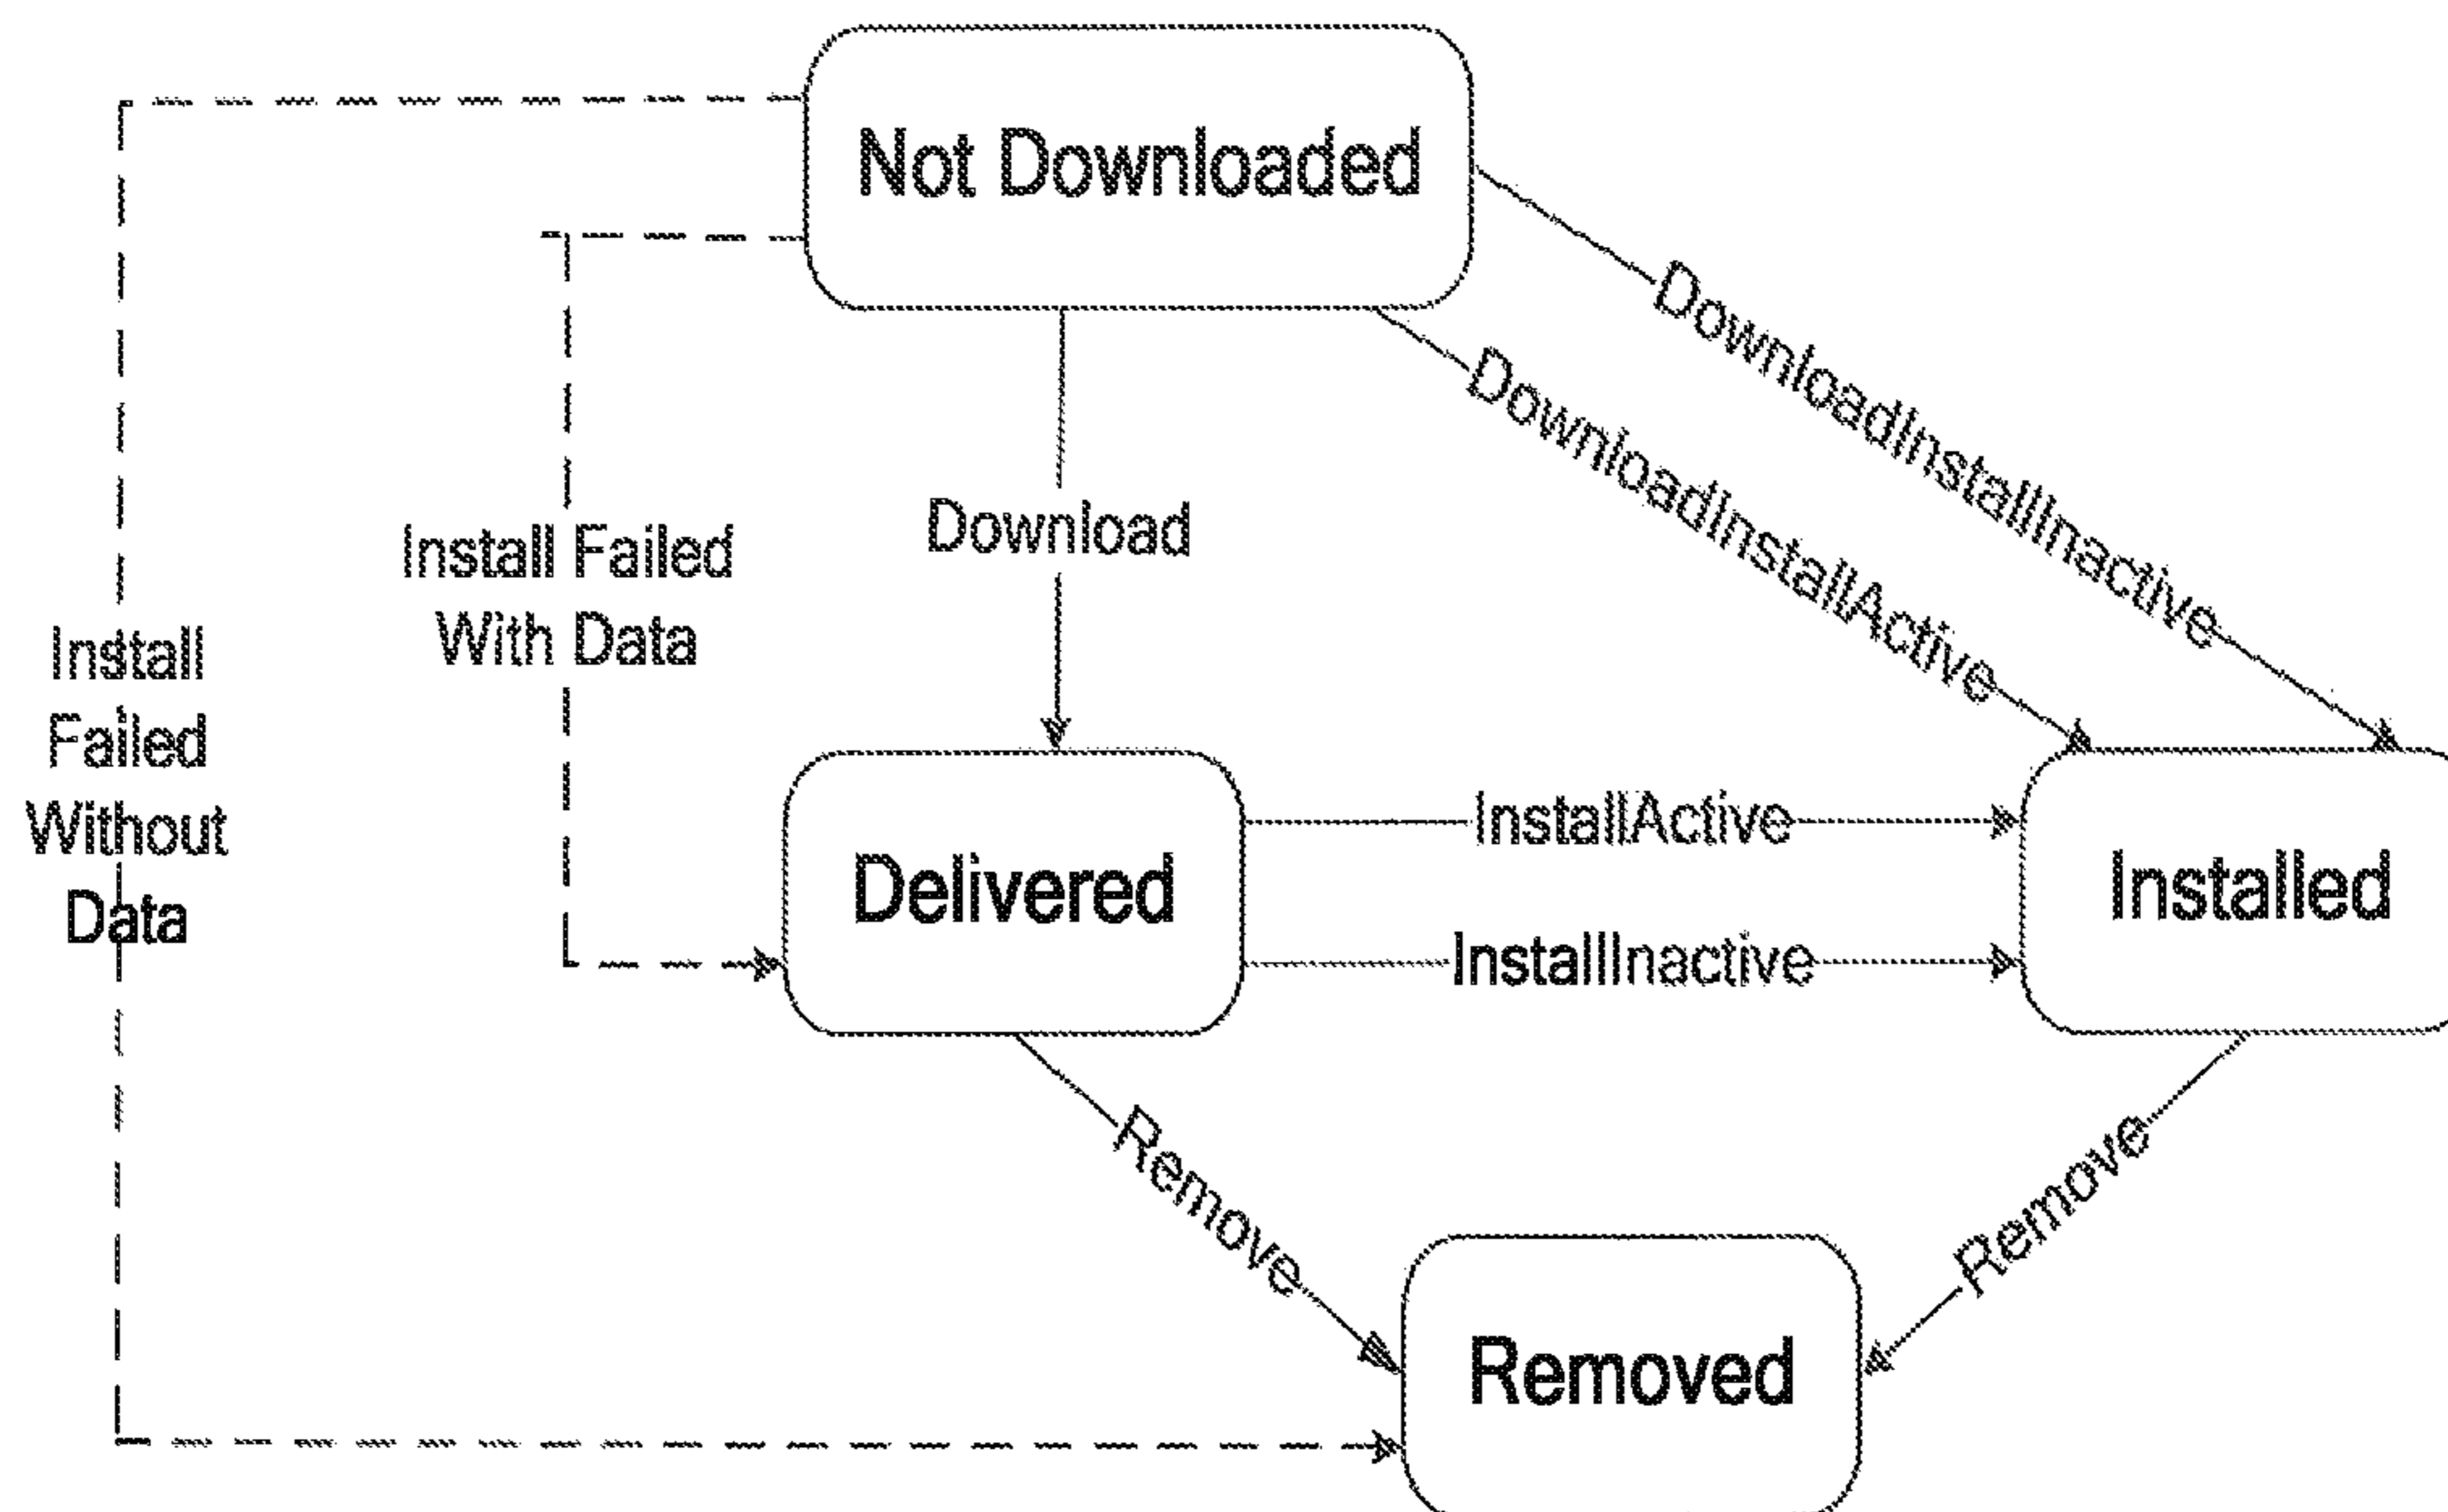 Not Downloaded
DownloadInstallInactive
DownloadInstallActive
Download
Install Failed
With Data
Install
Failed
Without
Data
Delivered
InstallActive
InstallInactive
Installed
Remove
Remove
Removed